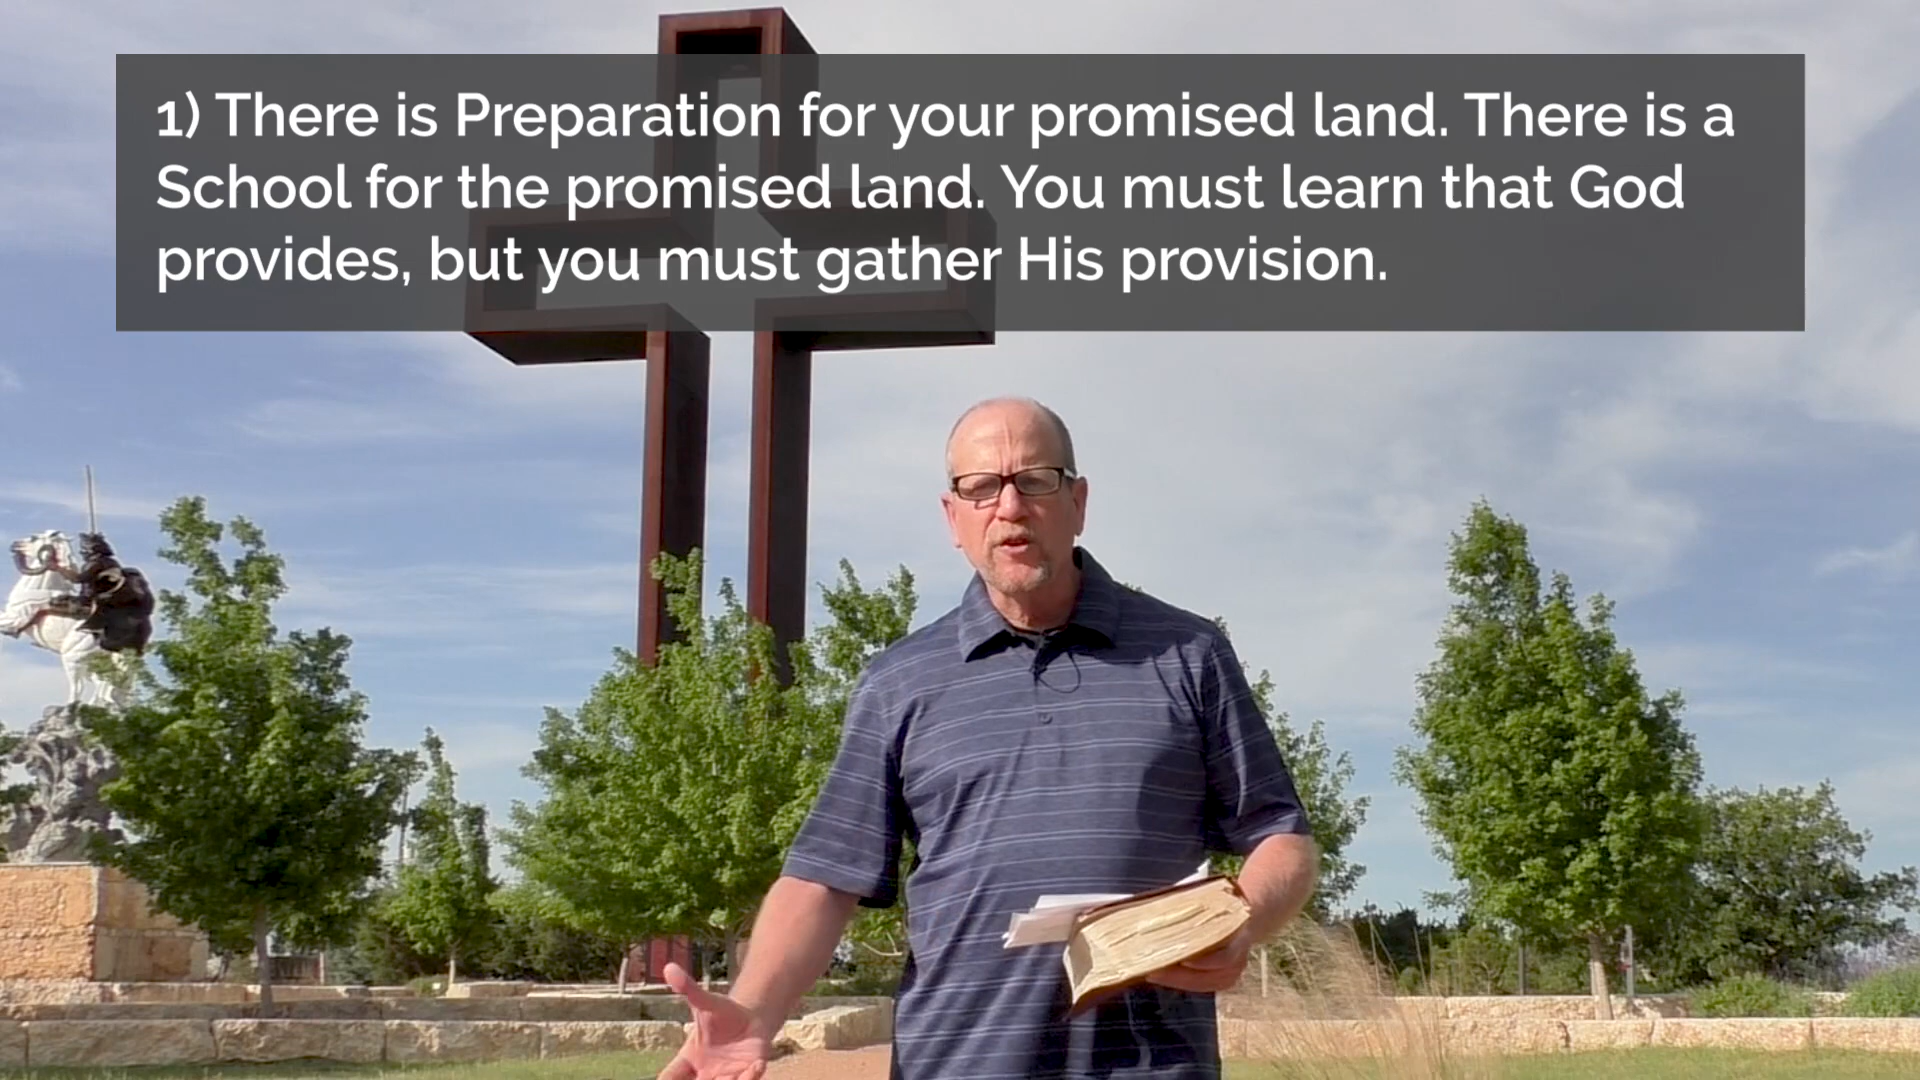 1) There is Preparation for your promised land. There is a
School for the promised land. You must learn that God
provides, but you must gather His provision.